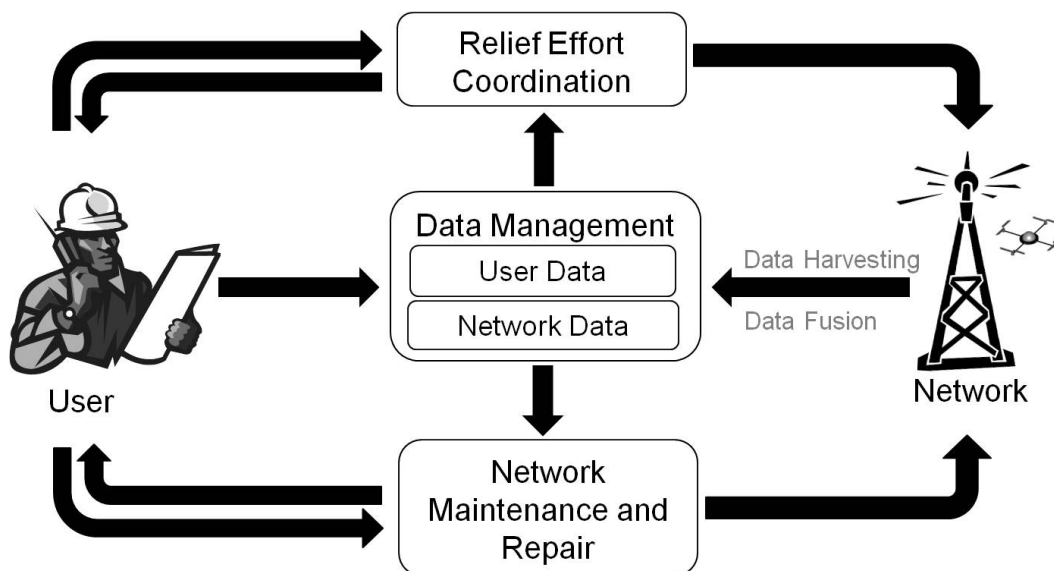 Relief Effort
Coordination
Data Management
User Data
Network Data
Data Harvesting
Data Fusion
User
Network
Network
Maintenance and
Repair